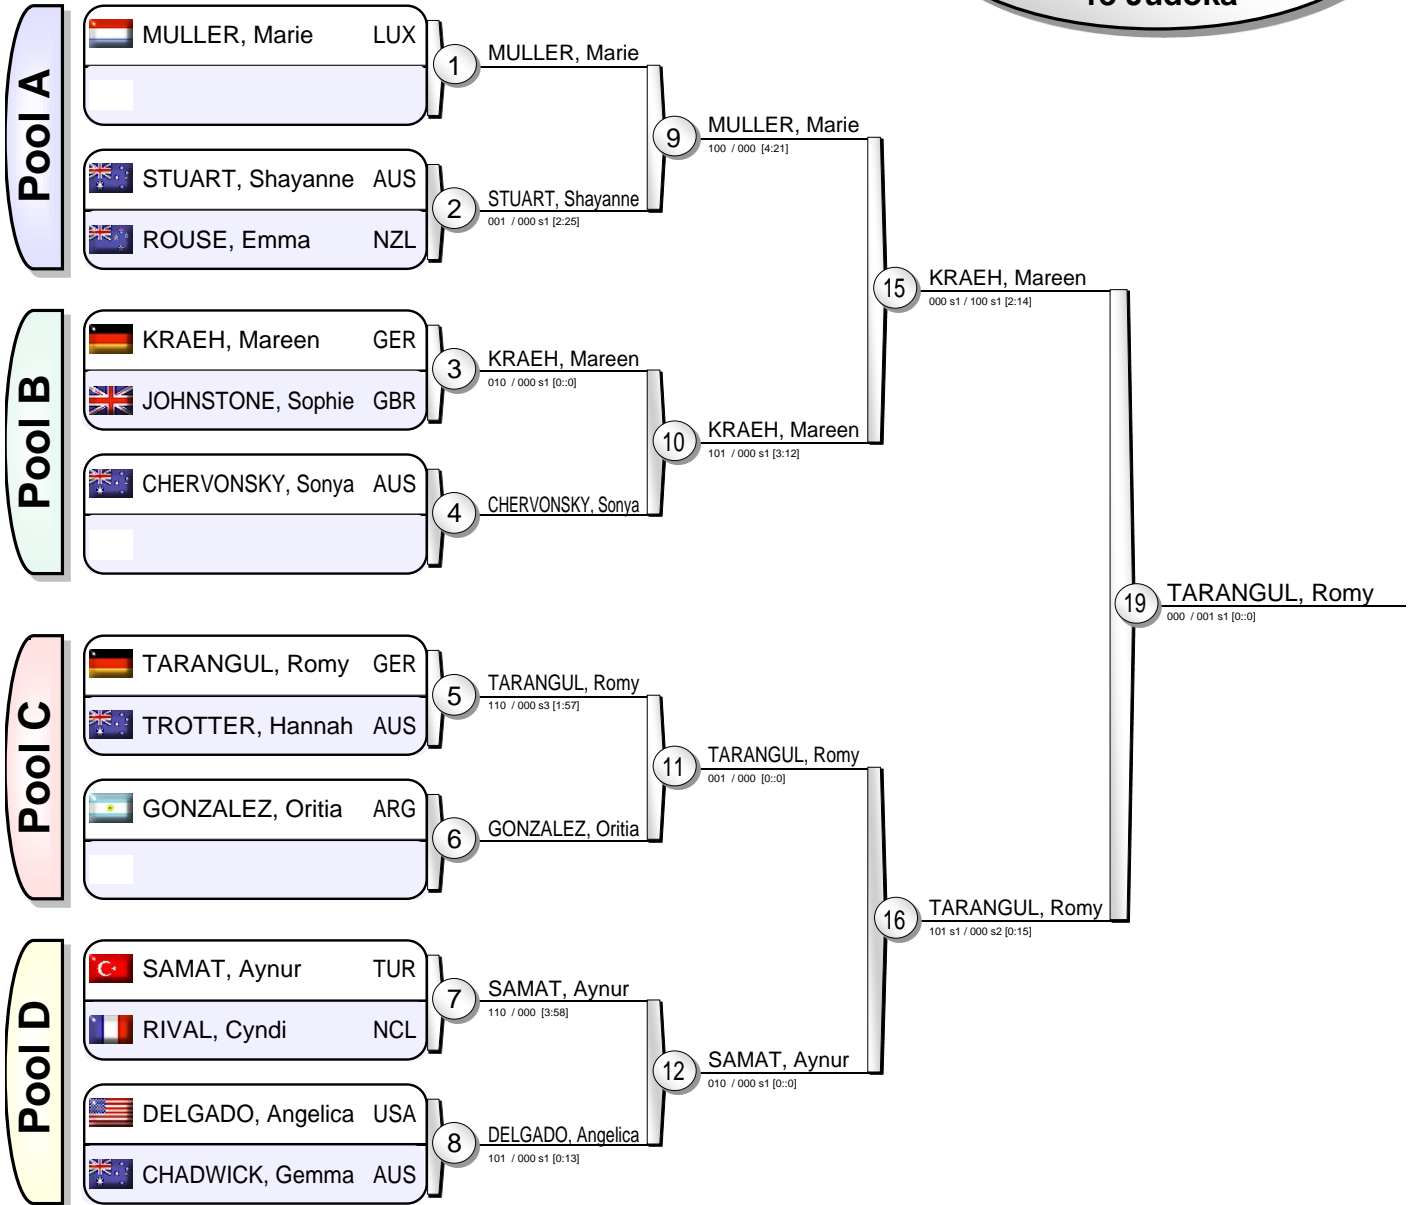 Pool A
MULLER, Marie LUX
STUART, Shayanne AUS
ROUSE, Emma NZL
Pool B
KRAEH, Mareen GER
JOHNSTONE, Sophie GBR
CHERVONSKY, Sonya AUS
Pool C
TARANGUL, Romy GER
TROTTER, Hannah AUS
GONZALEZ, Oritia ARG
Pool D
SAMAT, Aynur TUR
RIVAL, Cyndi NCL
DELGADO, Angelica USA
CHADWICK, Gemma AUS
1
MULLER, Marie
2
STUART, Shayanne
001 / 000 s1 [2:25]
3
KRAEH, Mareen
010 / 000 s1 [0::0]
4
CHERVONSKY, Sonya
5
TARANGUL, Romy
110 / 000 s3 [1:57]
6
GONZALEZ, Oritia
7
SAMAT, Aynur
110 / 000 [3:58]
8
DELGADO, Angelica
101 / 000 s1 [0:13]
9
MULLER, Marie
100 / 000 [4:21]
10
KRAEH, Mareen
101 / 000 s1 [3:12]
11
TARANGUL, Romy
001 / 000 [0::0]
12
SAMAT, Aynur
010 / 000 s1 [0::0]
15
KRAEH, Mareen
000 s1 / 100 s1 [2:14]
16
TARANGUL, Romy
101 s1 / 000 s2 [0:15]
19
TARANGUL, Romy
000 / 001 s1 [0::0]